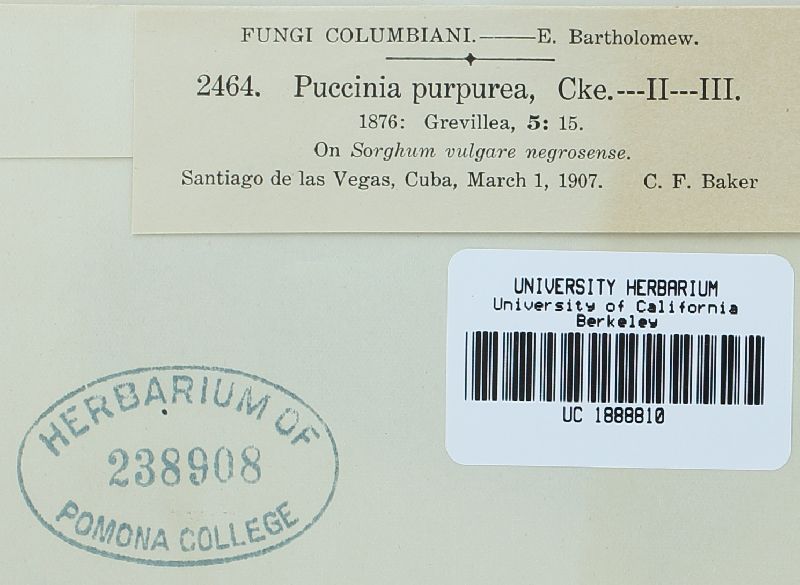 FUNGI COLUMBIANI.——E. Bartholomew.
2464. Puccinia purpurea, Cke.---II---III.
1876: Grevillea, 5: 15.
On Sorghum vulgare negrosense.
Santiago de las Vegas, Cuba, March 1, 1907. C. F. Baker
UNIVERSITY HERBARIUM
University of California
Berkeley
UC 1888810
HERBARIUM OF
238908
POMONA COLLEGE